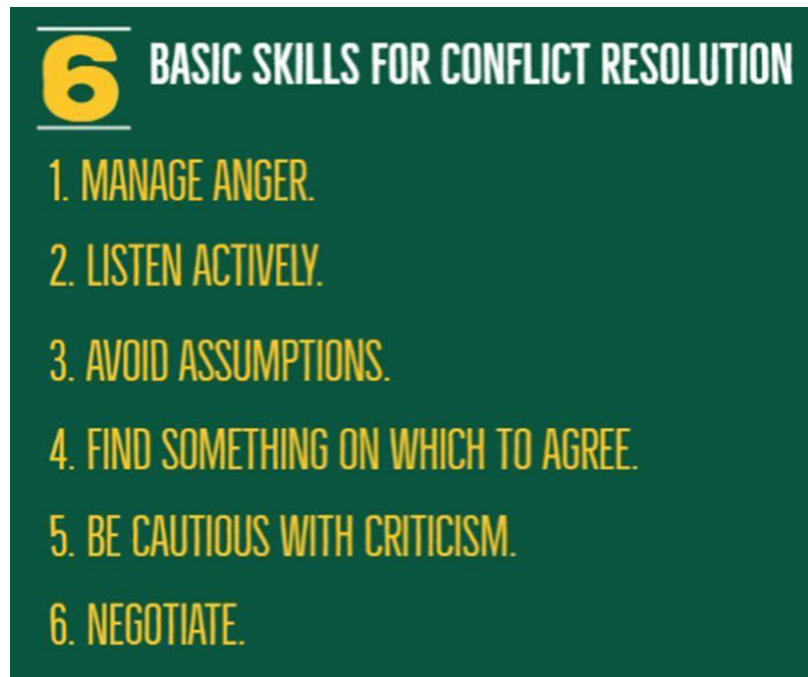 6 BASIC SKILLS FOR CONFLICT RESOLUTION
1. MANAGE ANGER.
2. LISTEN ACTIVELY.
3. AVOID ASSUMPTIONS.
4. FIND SOMETHING ON WHICH TO AGREE.
5. BE CAUTIOUS WITH CRITICISM.
6. NEGOTIATE.